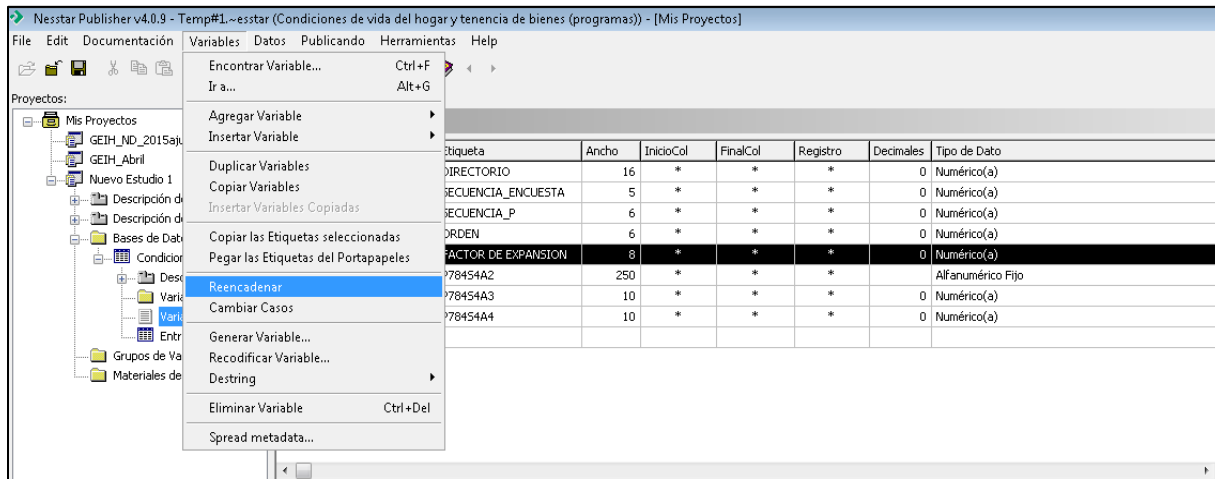 Nesstar Publisher v4.0.9 - Temp#1.~esstar (Condiciones de vida del hogar y tenencia de bienes (programas)) - [Mis Proyectos]
File Edit Documentación Variables Datos Publicando Herramientas Help
Encontrar Variable... Ctrl+F
Ir a... Alt+G
Agregar Variable
Insertar Variable
Duplicar Variables
Copiar Variables
Insertar Variables Copiadas
Copiar las Etiquetas seleccionadas
Pegar las Etiquetas del Portapapeles
Reencadenar
Cambiar Casos
Generar Variable...
Recodificar Variable...
Destring
Eliminar Variable Ctrl+Del
Spread metadata...
Proyectos:
Mis Proyectos
GEIH_ND_2015aju
GEIH_Abril
Nuevo Estudio 1
Descripción d
Descripción d
Bases de Dato
Condicion
Desc
Varia
Varia
Entr
Grupos de Va
Materiales de
Etiqueta Ancho InicioCol FinalCol Registro Decimales Tipo de Dato
DIRECTORIO 16 * * * 0 Numérico(a)
SECUENCIA_ENCUESTA 5 * * * 0 Numérico(a)
SECUENCIA_P 6 * * * 0 Numérico(a)
ORDEN 6 * * * 0 Numérico(a)
FACTOR DE EXPANSION 8 * * * 0 Numérico(a)
P784S4A2 250 * * * Alfanumérico Fijo
P784S4A3 10 * * * 0 Numérico(a)
P784S4A4 10 * * * 0 Numérico(a)